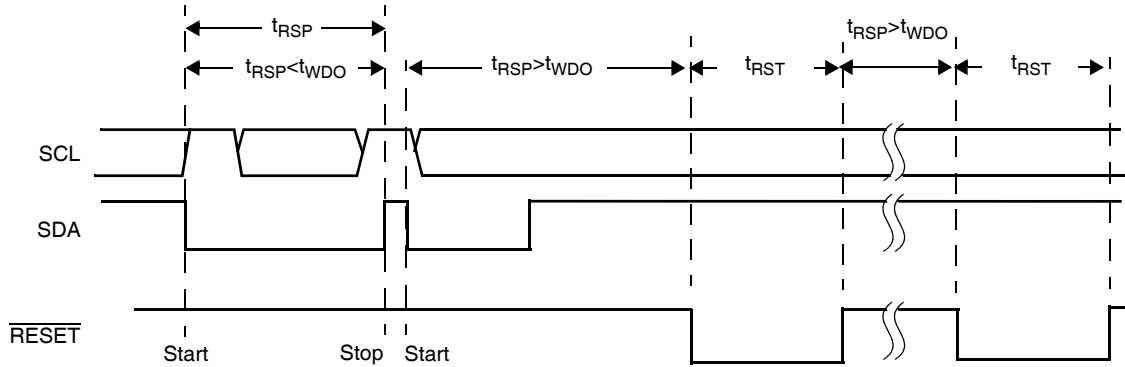 tRSP
tRSP>tWDO
tRSP<tWDO
tRSP>tWDO
tRST
tRST
SCL
SDA
RESET
Start
Stop
Start